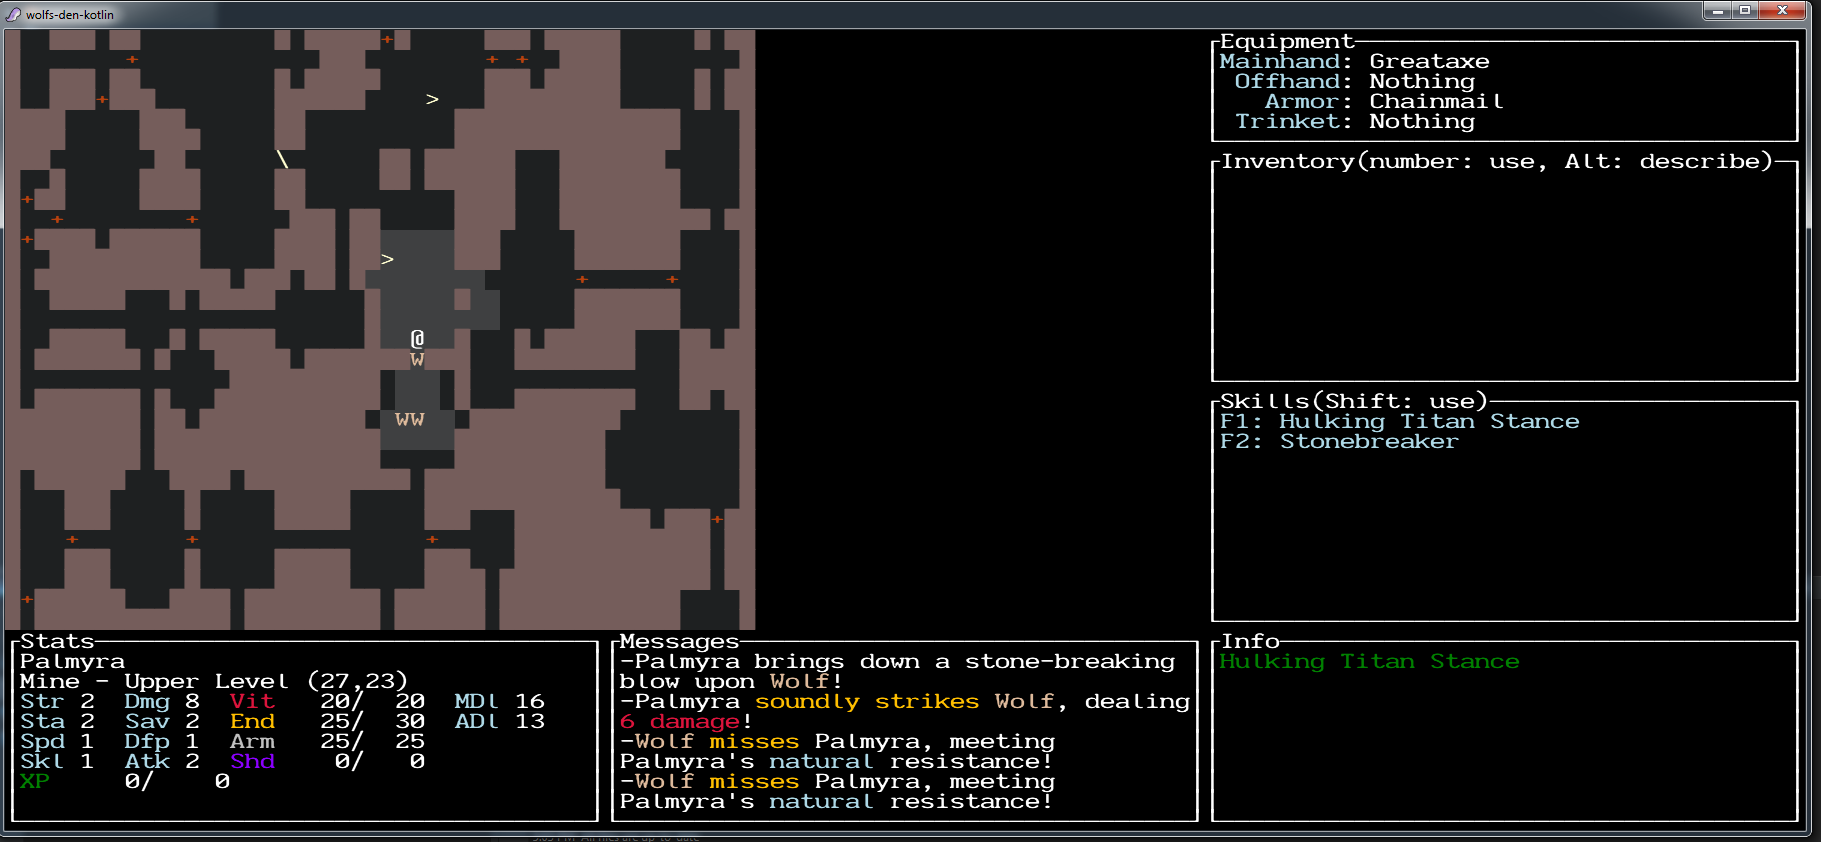 wolfs-den-kotlin
+
+ + +
+ >
\
+
+ +
+
>
+ +
@
w
ww
+
+ + +
+
Equipment
Mainhand: Greataxe
Offhand: Nothing
Armor: Chainmail
Trinket: Nothing
Inventory(number: use, Alt: describe)
Skills(Shift: use)
F1: Hulking Titan Stance
F2: Stonebreaker
Stats
Palmyra
Mine - Upper Level (27,23)
Str 2 Dmg 8 Vit 20/ 20 MDl 16
Sta 2 Sav 2 End 25/ 30 ADl 13
Spd 1 Dfp 1 Arm 25/ 25
Skl 1 Atk 2 Shd 0/ 0
XP 0/ 0
Messages
-Palmyra brings down a stone-breaking
blow upon Wolf!
-Palmyra soundly strikes Wolf, dealing
6 damage!
-Wolf misses Palmyra, meeting
Palmyra's natural resistance!
-Wolf misses Palmyra, meeting
Palmyra's natural resistance!
Info
Hulking Titan Stance